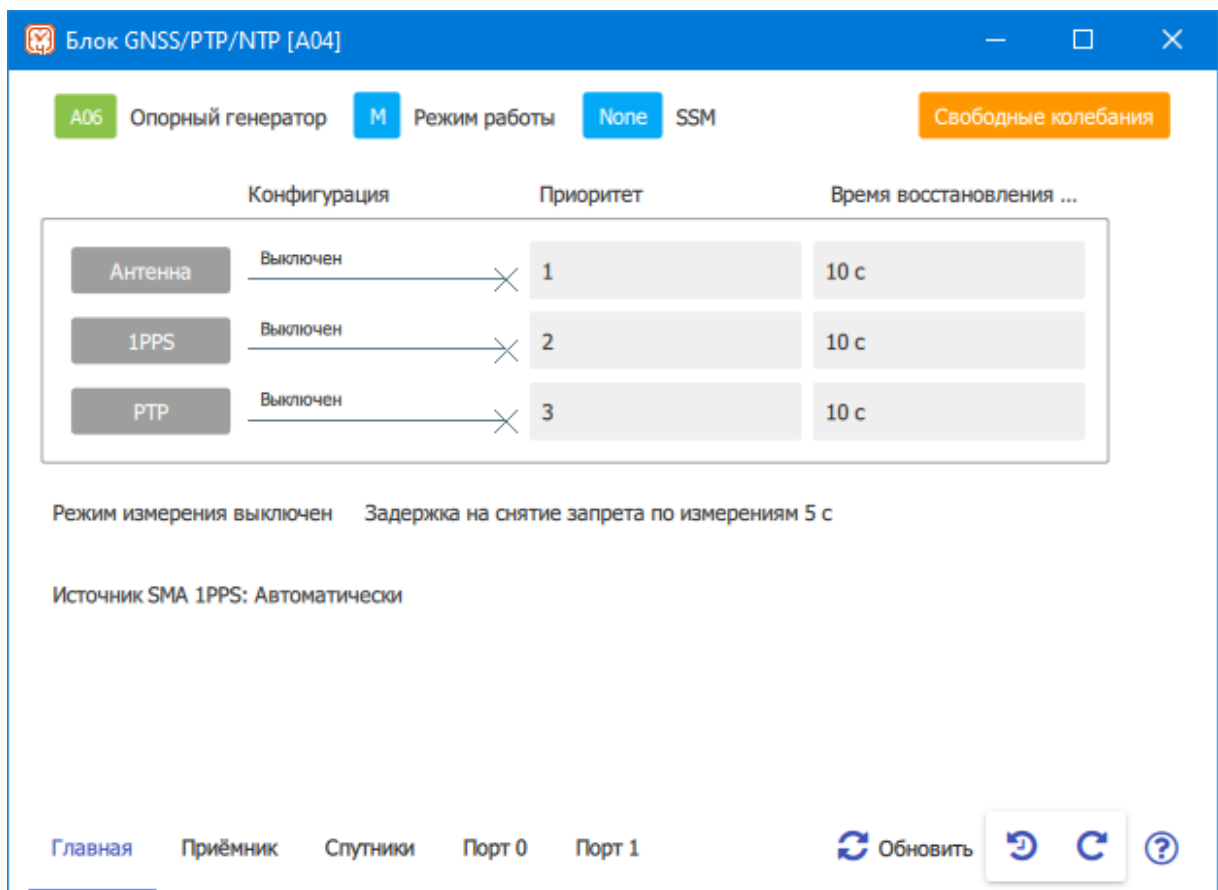 Блок GNSS/PTP/NTP [A04]
A06 Опорный генератор M Режим работы None SSM Свободные колебания
Конфигурация Приоритет Время восстановления ...
Антенна Выключен 1 10 с
1PPS Выключен 2 10 с
PTP Выключен 3 10 с
Режим измерения выключен Задержка на снятие запрета по измерениям 5 с
Источник SMA 1PPS: Автоматически
Главная Приёмник Спутники Порт 0 Порт 1 Обновить